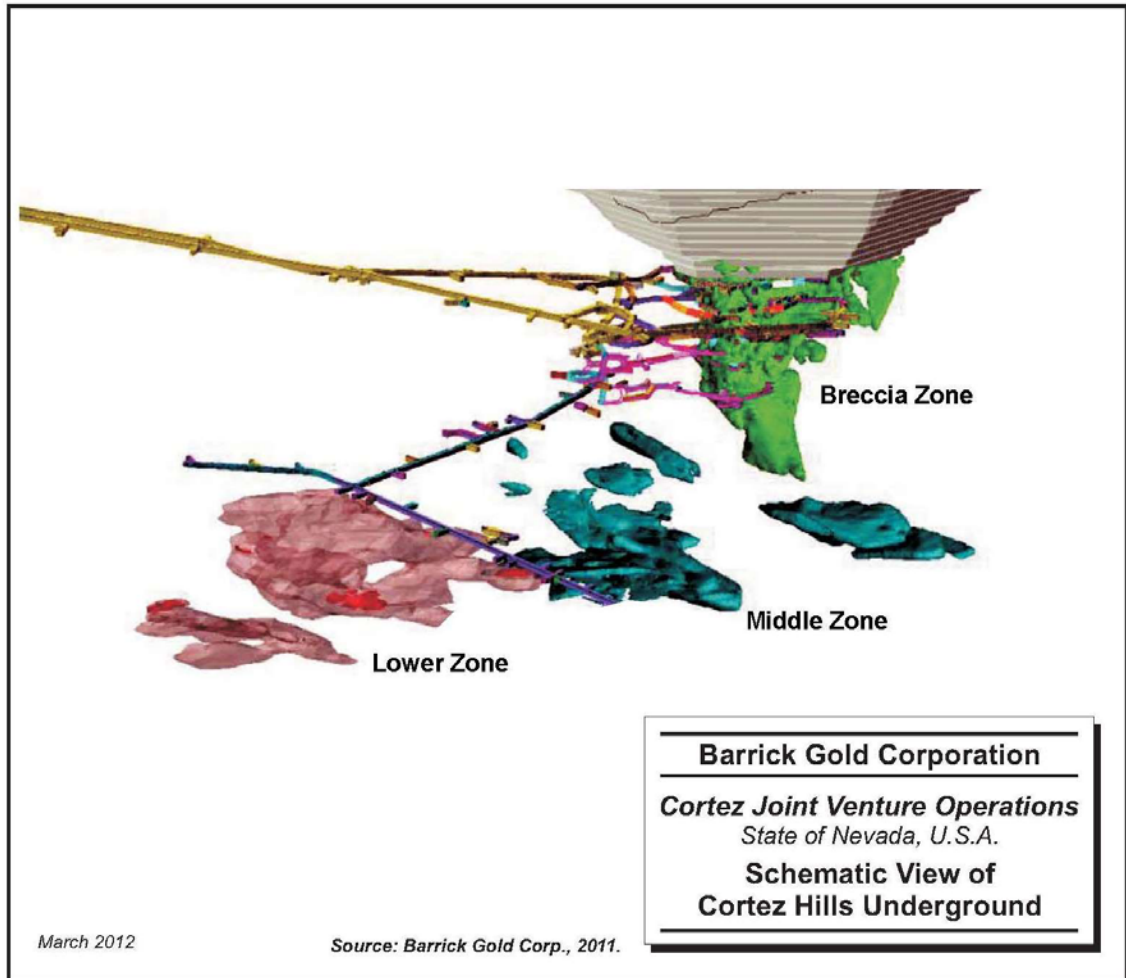 Breccia Zone
Middle Zone
Lower Zone
Barrick Gold Corporation
Cortez Joint Venture Operations
State of Nevada, U.S.A.
Schematic View of
Cortez Hills Underground
March 2012
Source: Barrick Gold Corp., 2011.